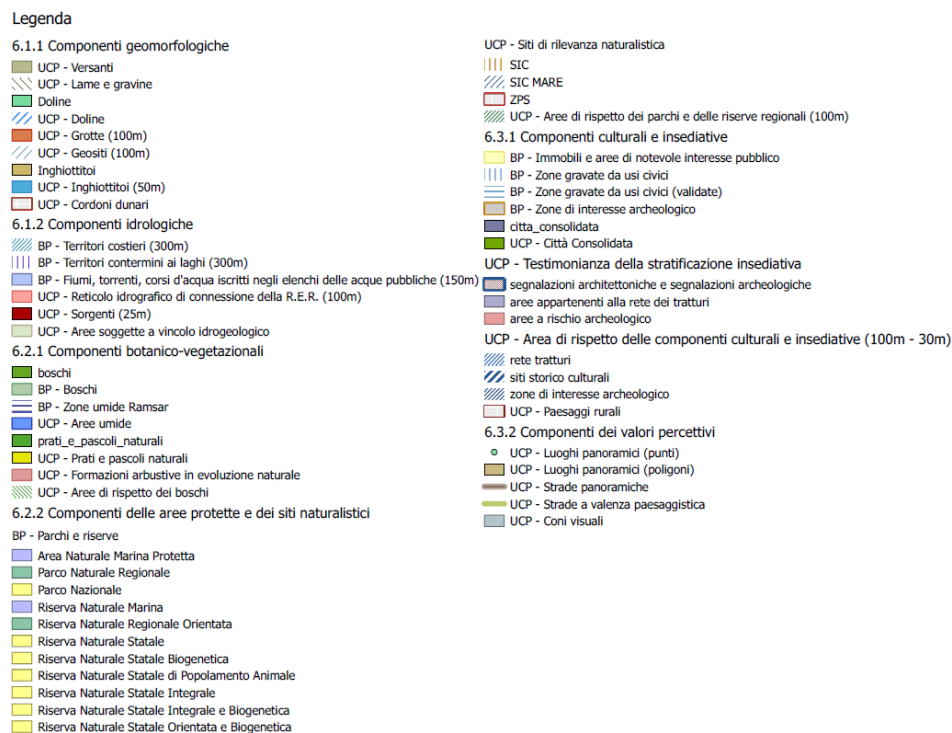 Legenda
6.1.1 Componenti geomorfologiche
UCP - Versanti
UCP - Lame e gravine
Doline
UCP - Doline
UCP - Grotte (100m)
UCP - Geositi (100m)
Inghiottitoi
UCP - Inghiottitoi (50m)
UCP - Cordoni dunari
6.1.2 Componenti idrologiche
BP - Territori costieri (300m)
BP - Territori contermini ai laghi (300m)
BP - Fiumi, torrenti, corsi d'acqua iscritti negli elenchi delle acque pubbliche (150m)
UCP - Reticolo idrografico di connessione della R.E.R. (100m)
UCP - Sorgenti (25m)
UCP - Aree soggette a vincolo idrogeologico
6.2.1 Componenti botanico-vegetazionali
boschi
BP - Boschi
BP - Zone umide Ramsar
UCP - Aree umide
prati_e_pascoli_naturali
UCP - Prati e pascoli naturali
UCP - Formazioni arbustive in evoluzione naturale
UCP - Aree di rispetto dei boschi
6.2.2 Componenti delle aree protette e dei siti naturalistici
BP - Parchi e riserve
Area Naturale Marina Protetta
Parco Naturale Regionale
Parco Nazionale
Riserva Naturale Marina
Riserva Naturale Regionale Orientata
Riserva Naturale Statale
Riserva Naturale Statale Biogenetica
Riserva Naturale Statale di Popolamento Animale
Riserva Naturale Statale Integrale
Riserva Naturale Statale Integrale e Biogenetica
Riserva Naturale Statale Orientata e Biogenetica
UCP - Siti di rilevanza naturalistica
SIC
SIC MARE
ZPS
UCP - Aree di rispetto dei parchi e delle riserve regionali (100m)
6.3.1 Componenti culturali e insediative
BP - Immobili e aree di notevole interesse pubblico
BP - Zone gravate da usi civici
BP - Zone gravate da usi civici (validate)
BP - Zone di interesse archeologico
citta_consolidata
UCP - Città Consolidata
UCP - Testimonianza della stratificazione insediativa
segnalazioni architettoniche e segnalazioni archeologiche
aree appartenenti alla rete dei tratturi
aree a rischio archeologico
UCP - Area di rispetto delle componenti culturali e insediative (100m - 30m)
rete tratturi
siti storico culturali
zone di interesse archeologico
UCP - Paesaggi rurali
6.3.2 Componenti dei valori percettivi
UCP - Luoghi panoramici (punti)
UCP - Luoghi panoramici (poligoni)
UCP - Strade panoramiche
UCP - Strade a valenza paesaggistica
UCP - Coni visuali